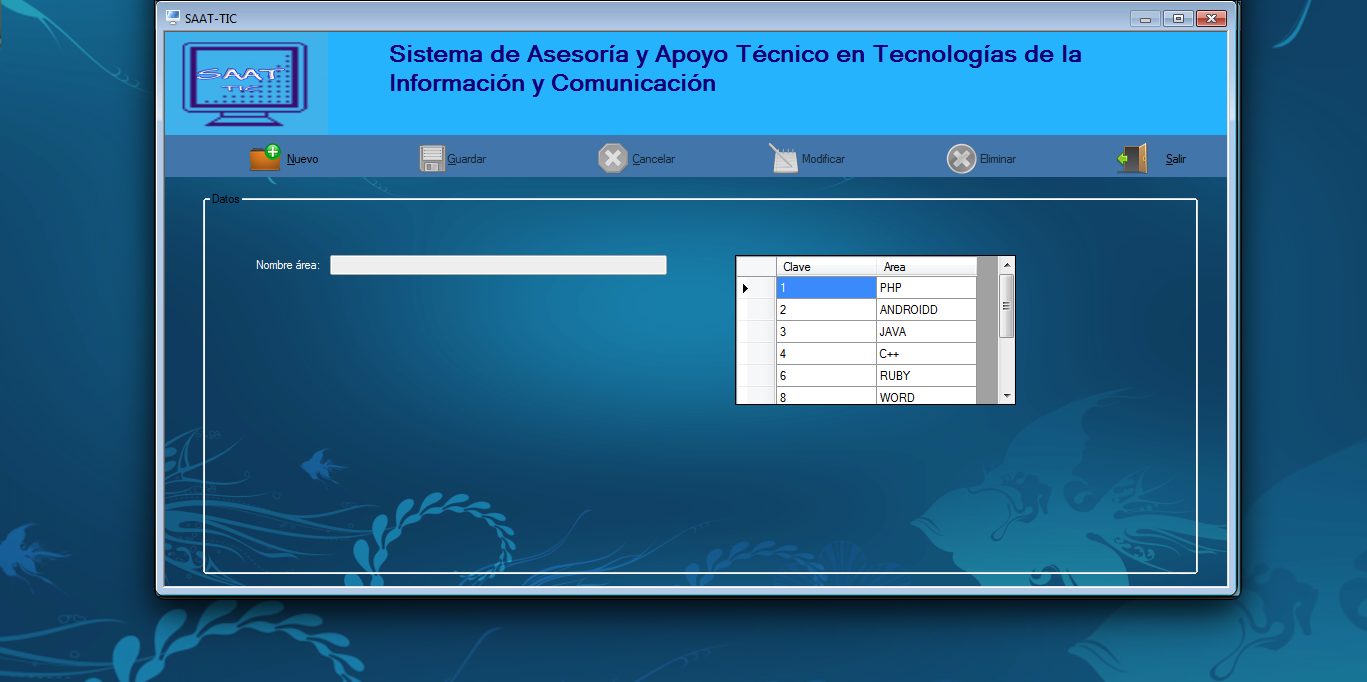 SAAT-TIC
SAAT
TIC
Sistema de Asesoría y Apoyo Técnico en Tecnologías de la
Información y Comunicación
Nuevo Guardar Cancelar Modificar Eliminar Salir
Datos
Nombre área:
Clave Area
1 PHP
2 ANDROIDD
3 JAVA
4 C++
6 RUBY
8 WORD